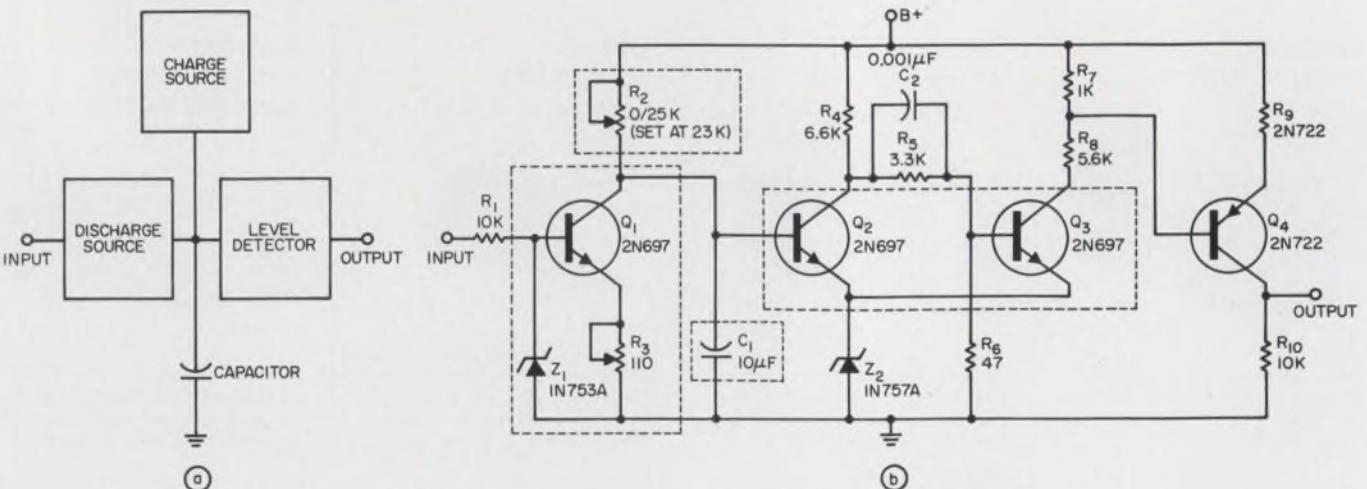 CHARGE
SOURCE
DISCHARGE
SOURCE
LEVEL
DETECTOR
INPUT
OUTPUT
CAPACITOR
a
B+
0.001μF
C2
R2
0/25 K
(SET AT 23 K)
R4
6.6K
R5
3.3K
R7
1K
R8
5.6K
R9
2N722
R1
10K
INPUT
Q1
2N697
Q2
2N697
Q3
2N697
Q4
2N722
OUTPUT
R3
110
Z1
1N753A
C1
10μF
Z2
1N757A
R6
47
R10
10K
b